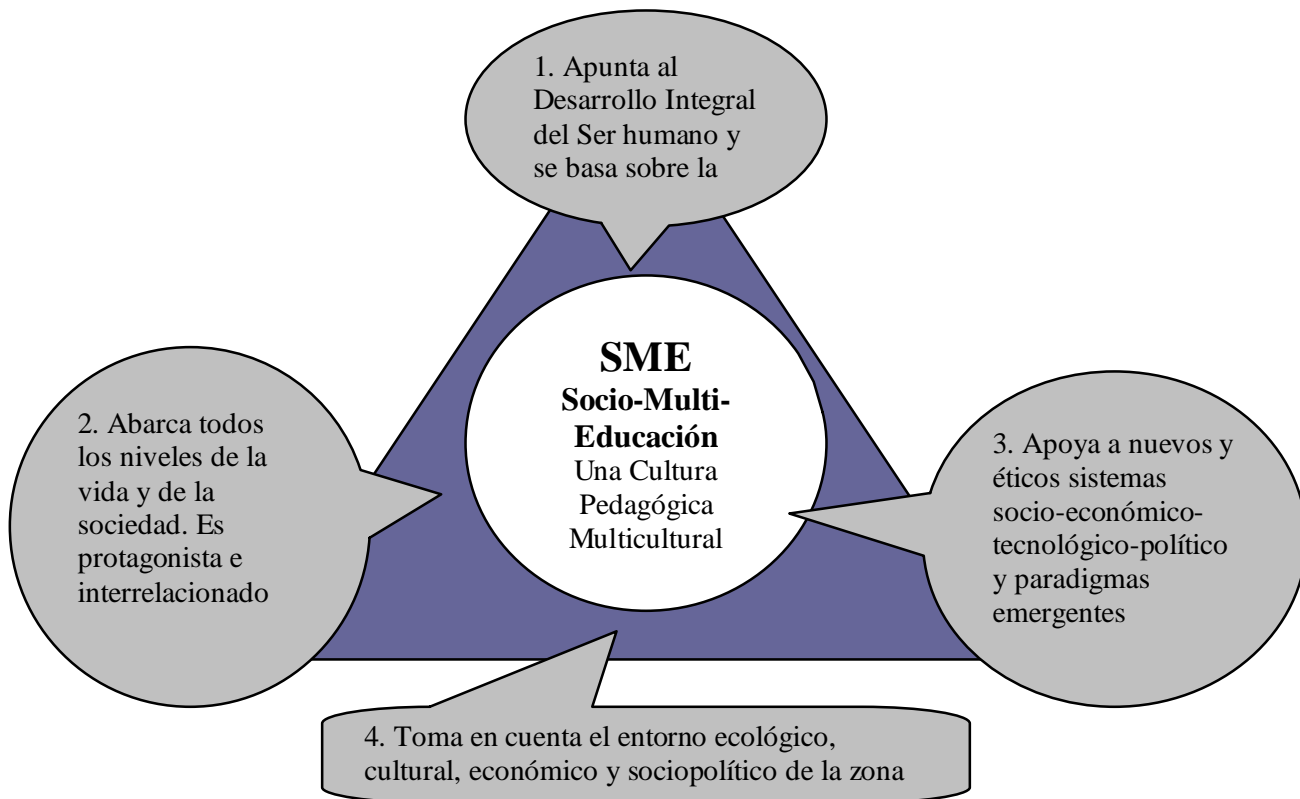 1. Apunta al
Desarrollo Integral
del Ser humano y
se basa sobre la
SME
Socio-Multi-
Educación
Una Cultura
Pedagógica
Multicultural
2. Abarca todos
los niveles de la
vida y de la
sociedad. Es
protagonista e
interrelacionado
3. Apoya a nuevos y
éticos sistemas
socio-económico-
tecnológico-político
y paradigmas
emergentes
4. Toma en cuenta el entorno ecológico,
cultural, económico y sociopolítico de la zona